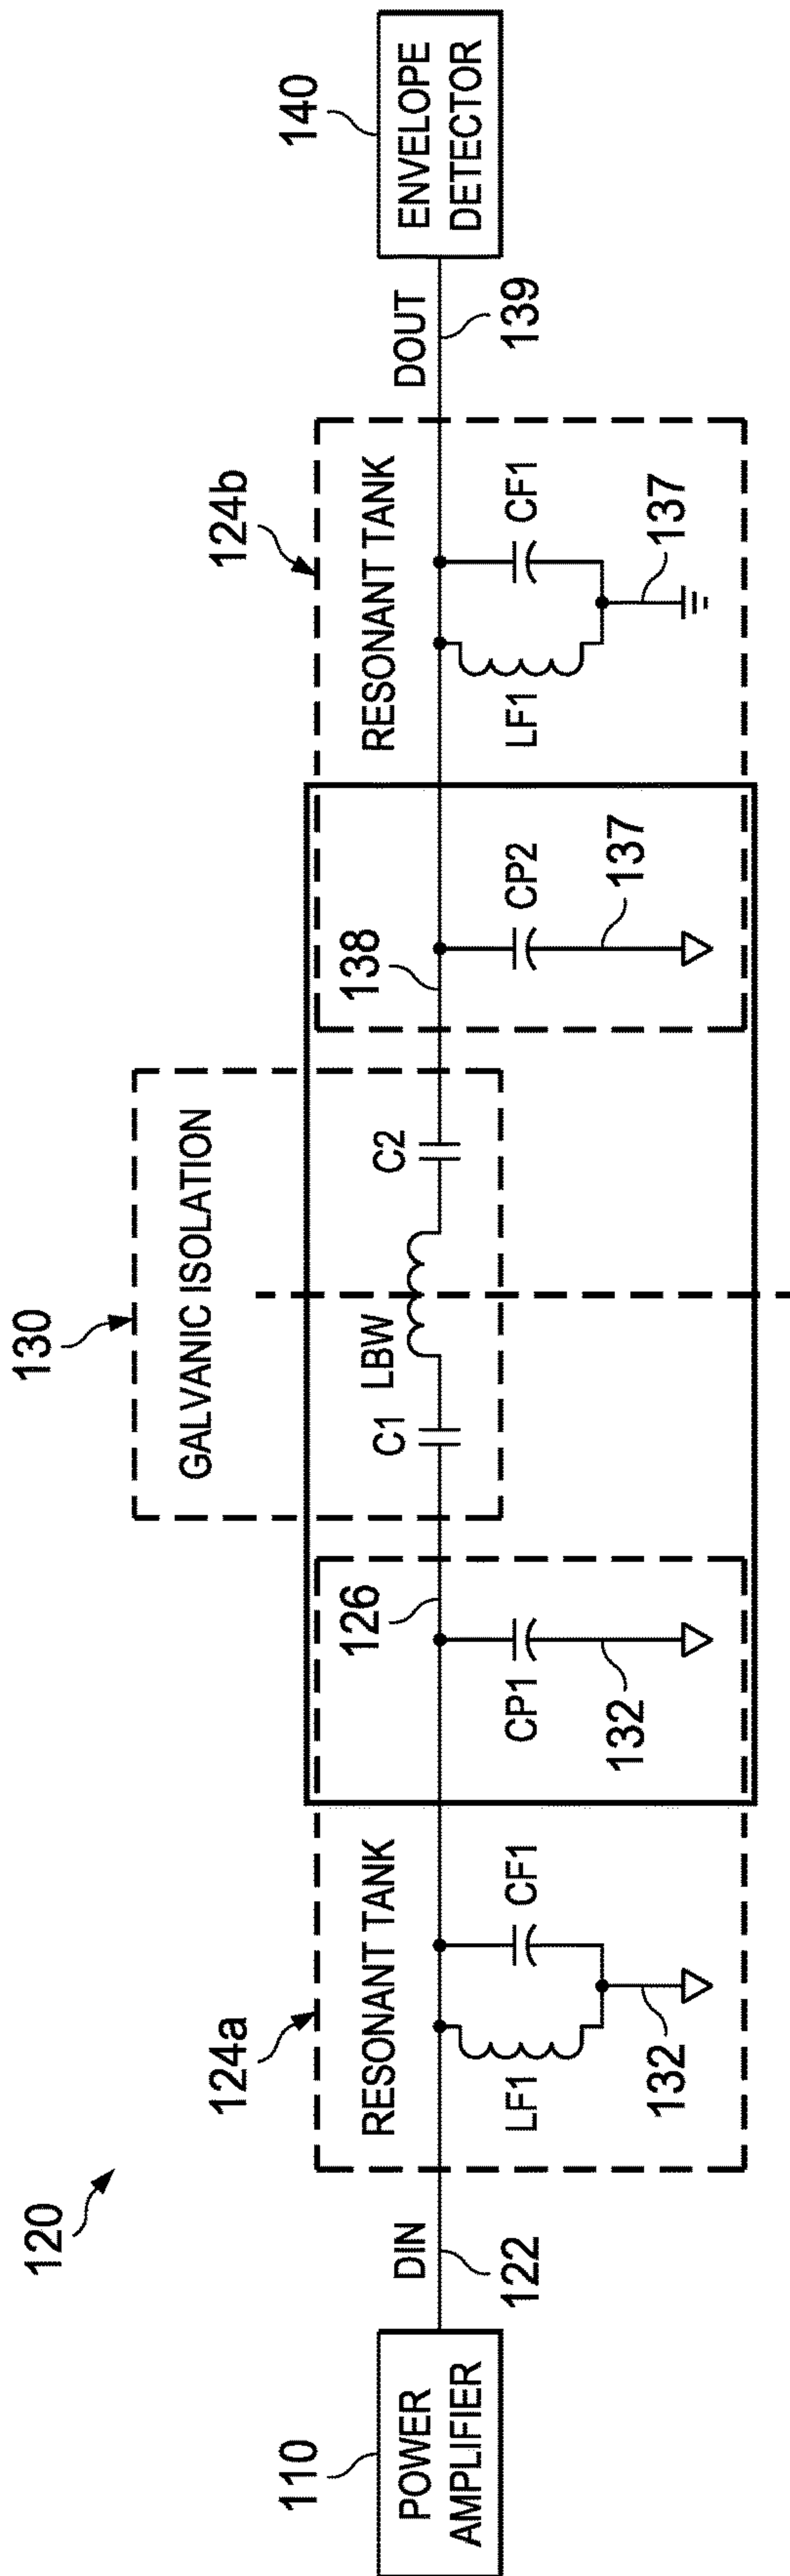 120
110
POWER
AMPLIFIER
DIN
122
124a
RESONANT TANK
LF1
CF1
132
126
CP1
132
130
GALVANIC ISOLATION
C1
LBW
C2
138
CP2
137
124b
RESONANT TANK
LF1
CF1
137
DOUT
139
140
ENVELOPE
DETECTOR